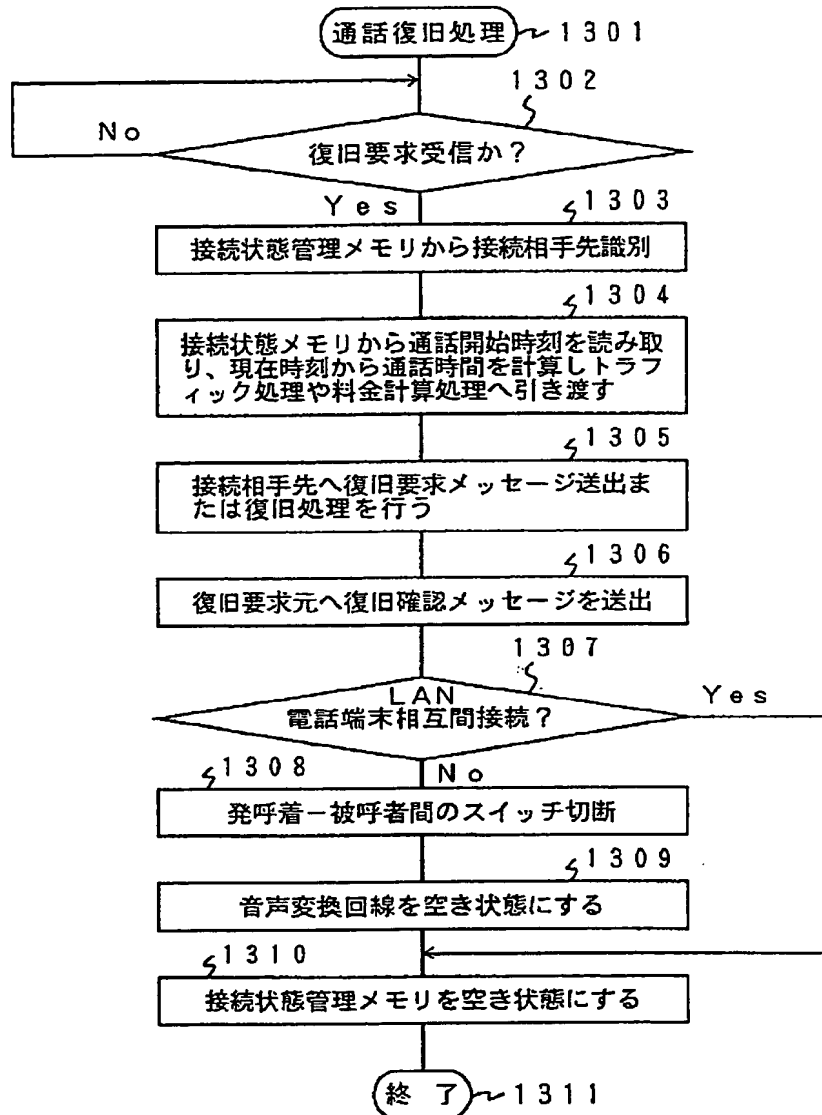 通話復旧処理 1301
1302
No
復旧要求受信か？
Yes
1303
接続状態管理メモリから接続相手先識別
1304
接続状態メモリから通話開始時刻を読み取
り、現在時刻から通話時間を計算しトラフ
ィック処理や料金計算処理へ引き渡す
1305
接続相手先へ復旧要求メッセージ送出ま
たは復旧処理を行う
1306
復旧要求元へ復旧確認メッセージを送出
1307
LAN
電話端末相互間接続？
Yes
1308
No
発呼着－被呼者間のスイッチ切断
1309
音声変換回線を空き状態にする
1310
接続状態管理メモリを空き状態にする
終了 1311